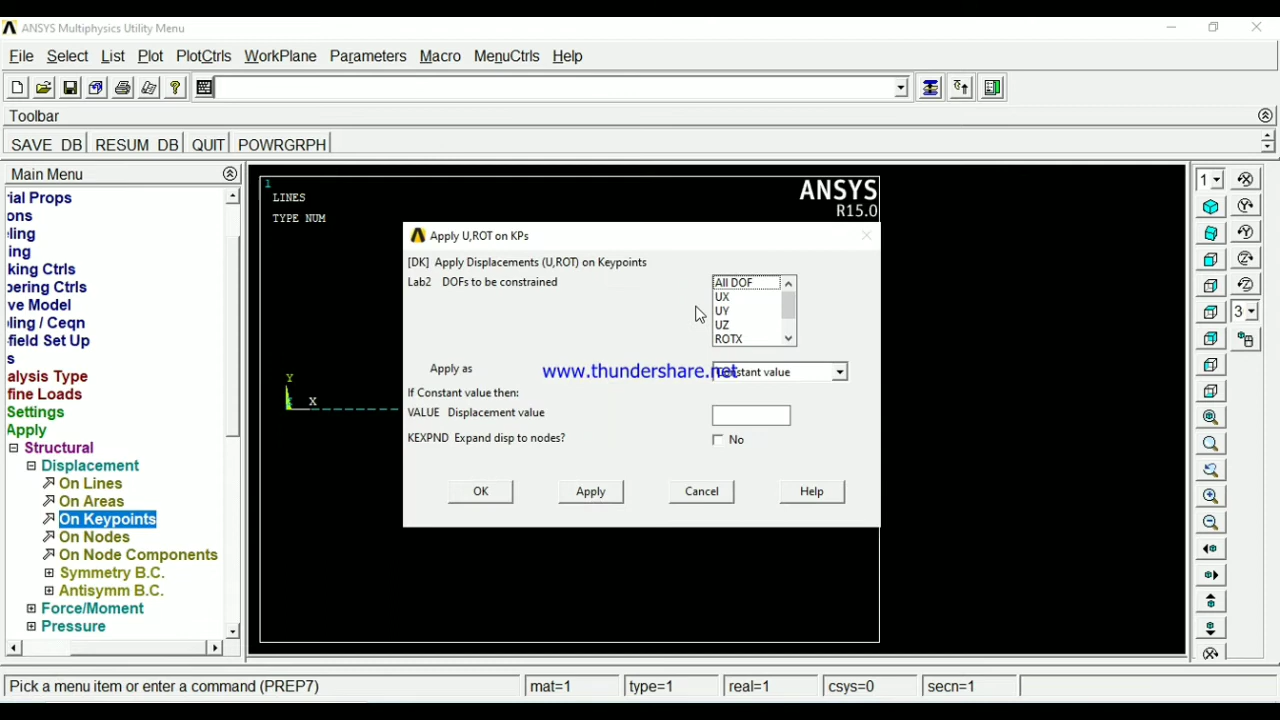 ANSYS Multiphysics Utility Menu
File Select List Plot PlotCtrls WorkPlane Parameters Macro MenuCtrls Help
Toolbar
SAVE_DB RESUM_DB QUIT POWRGRPH
Main Menu
rial Props
ons
ling
ing
king Ctrls
bering Ctrls
ve Model
ling / Ceqn
field Set Up
s
alysis Type
fine Loads
Settings
Apply
Structural
Displacement
On Lines
On Areas
On Keypoints
On Nodes
On Node Components
Symmetry B.C.
Antisymm B.C.
Force/Moment
Pressure
1
LINES
TYPE NUM
ANSYS
R15.0
Y
X
Apply U,ROT on KPs
[DK] Apply Displacements (U,ROT) on Keypoints
Lab2 DOFs to be constrained
All DOF
UX
UY
UZ
ROTX
Apply as
Constant value
www.thundershare.net
If Constant value then:
VALUE Displacement value
KEXPND Expand disp to nodes?
No
OK Apply Cancel Help
1
3
Pick a menu item or enter a command (PREP7) mat=1 type=1 real=1 csys=0 secn=1